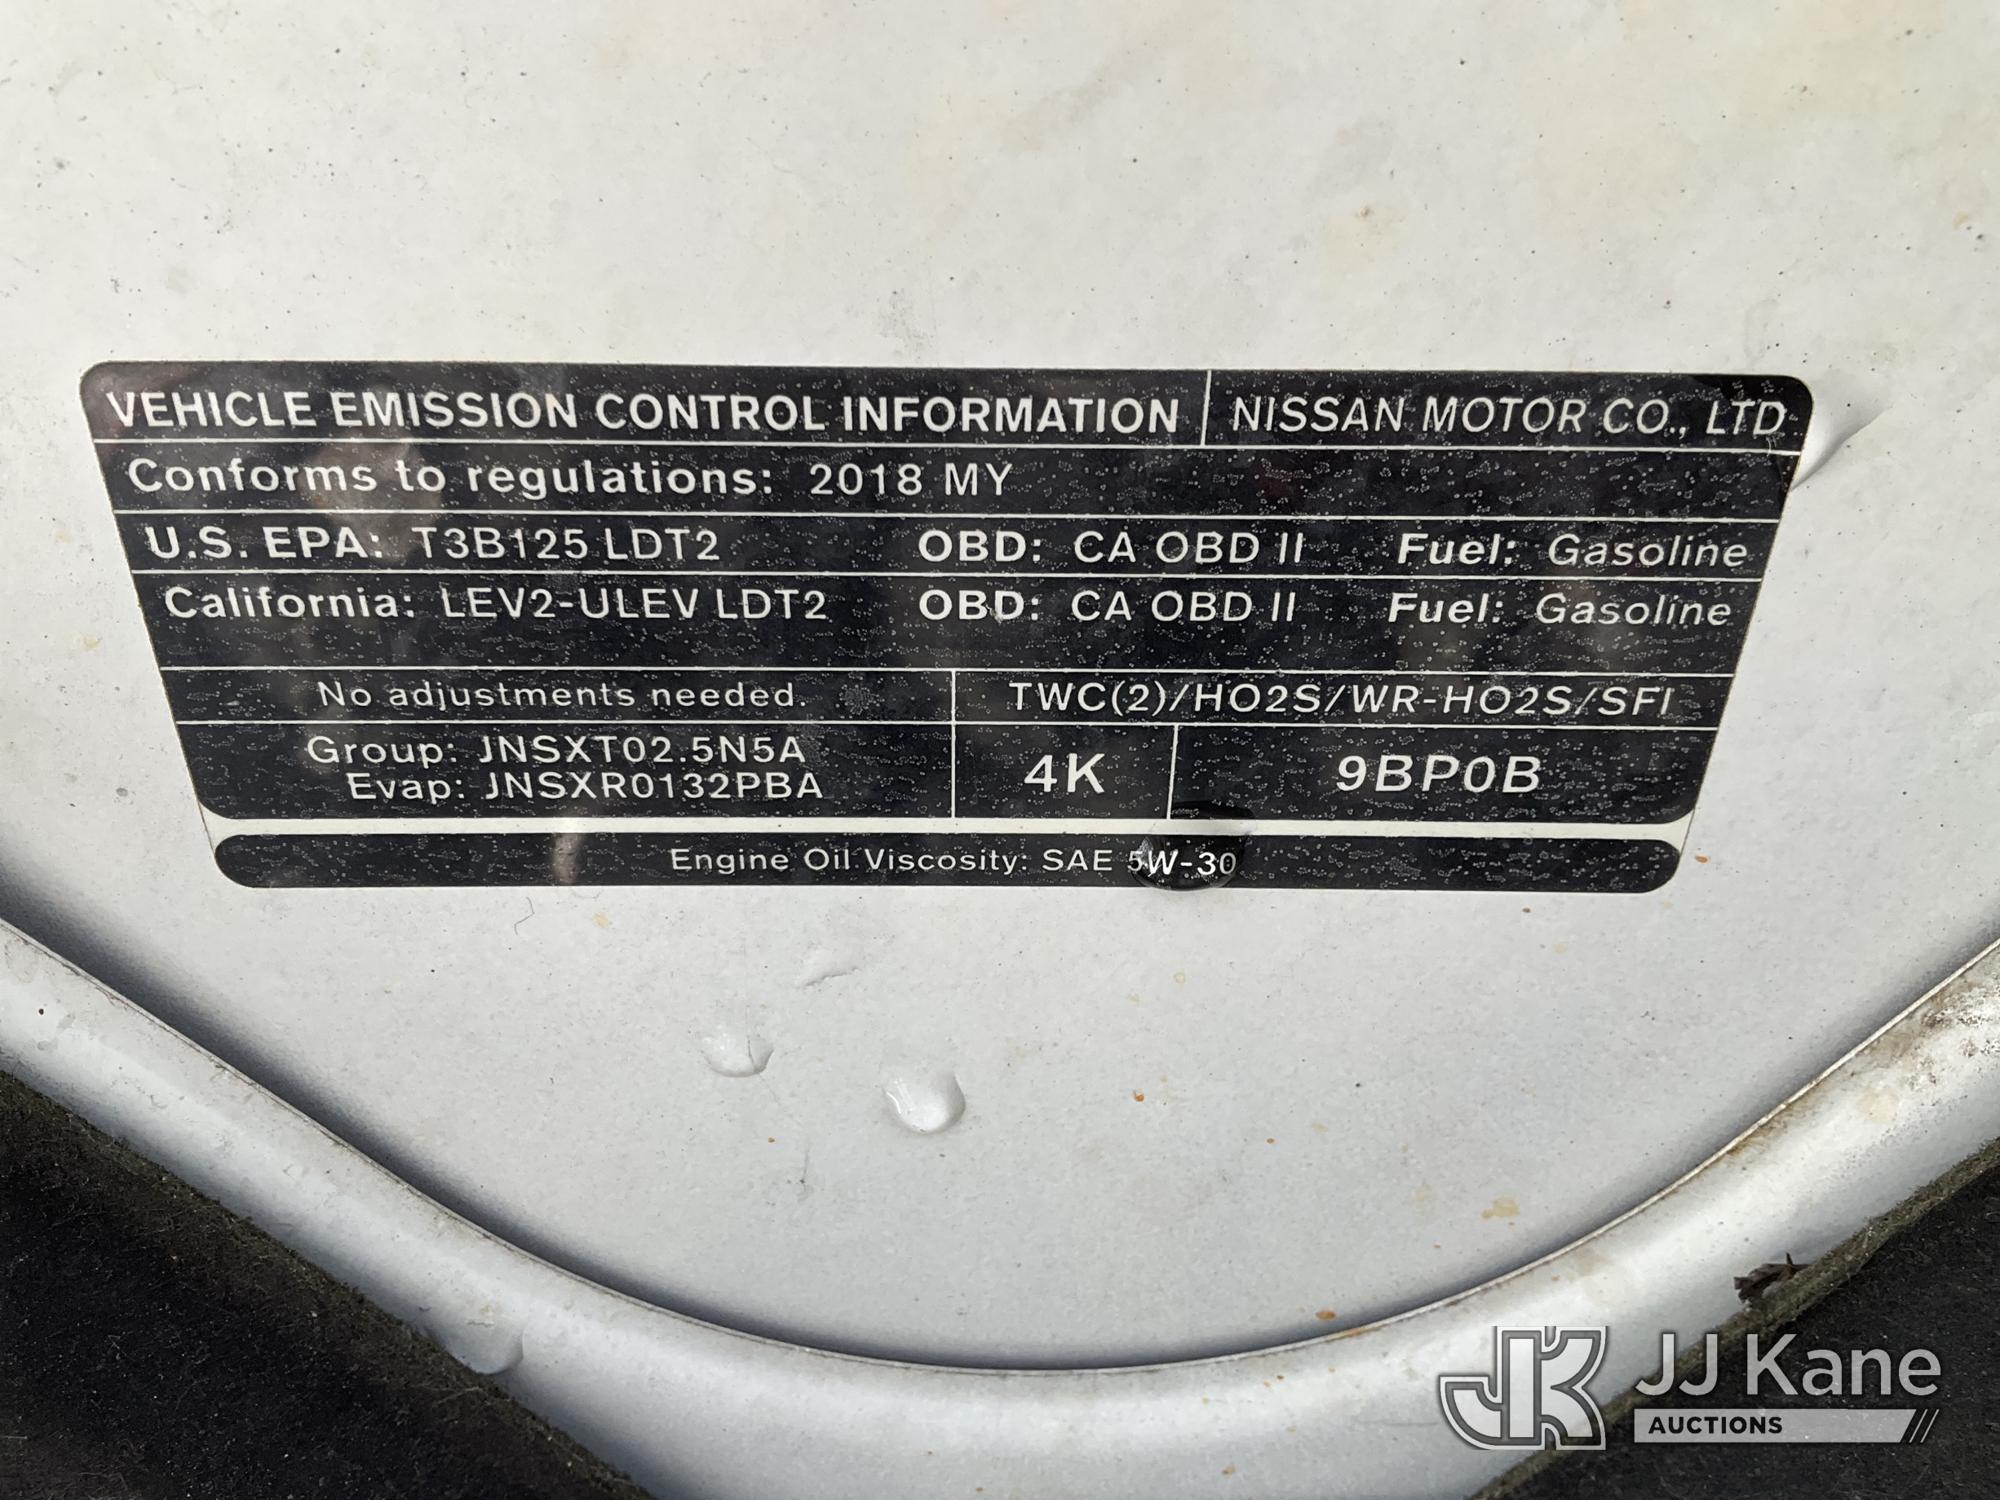 VEHICLE EMISSION CONTROL INFORMATION NISSAN MOTOR CO., LTD
Conforms to regulations: 2018 MY
U.S. EPA: T3B125 LDT2 OBD: CA OBD II Fuel: Gasoline
California: LEV2-ULEV LDT2 OBD: CA OBD II Fuel: Gasoline
No adjustments needed. TWC(2)/HO2S/WR-HO2S/SFI
Group: JNSXT02.5N5A
Evap: JNSXR0132PBA
4K 9BP0B
Engine Oil Viscosity: SAE 5W-30
JK JJ Kane
AUCTIONS